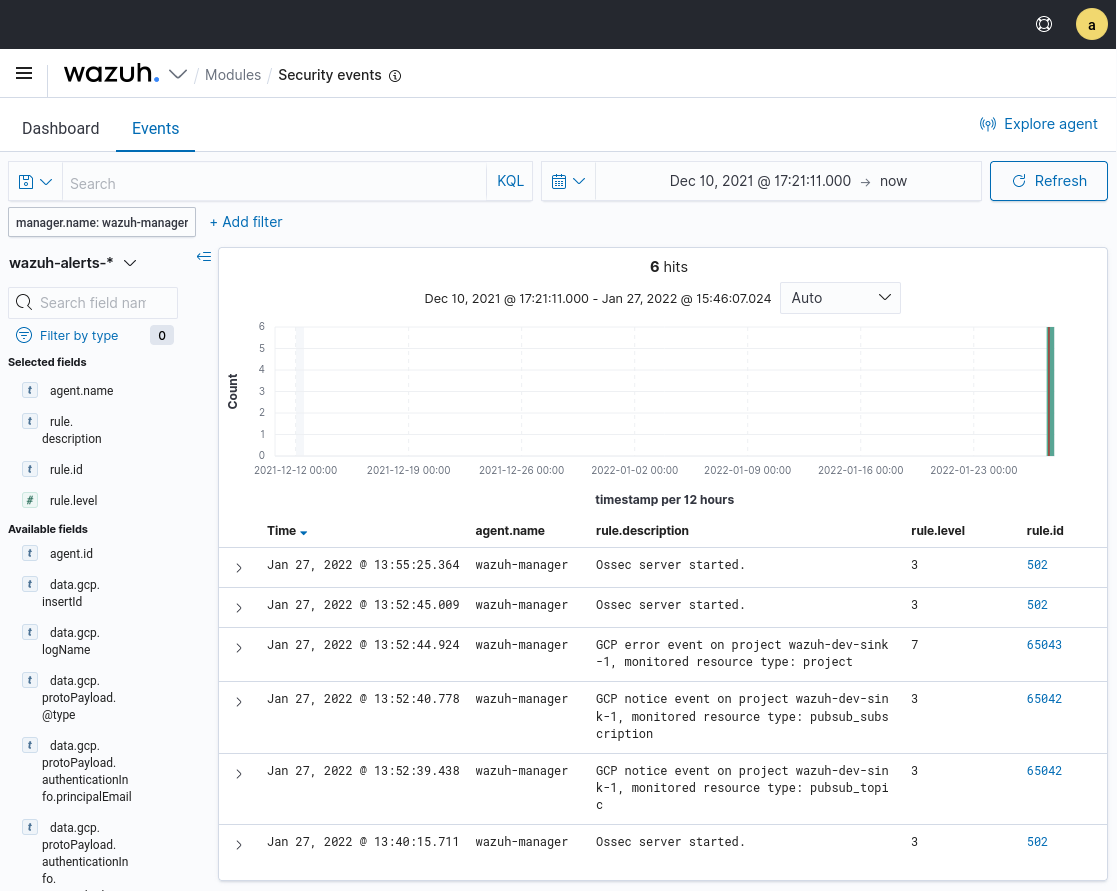 a
wazuh. / Modules / Security events
Dashboard Events Explore agent
Search KQL Dec 10, 2021 @ 17:21:11.000 → now Refresh
manager.name: wazuh-manager + Add filter
wazuh-alerts-*
Search field nam
Filter by type 0
Selected fields
t agent.name
t rule.
description
t rule.id
# rule.level
Available fields
t agent.id
t data.gcp.
insertId
t data.gcp.
logName
t data.gcp.
protoPayload.
@type
t data.gcp.
protoPayload.
authenticationIn
fo.principalEmail
t data.gcp.
protoPayload.
authenticationIn
fo.
6 hits
Dec 10, 2021 @ 17:21:11.000 - Jan 27, 2022 @ 15:46:07.024 Auto
Count
6
5
4
3
2
1
0
2021-12-12 00:00 2021-12-19 00:00 2021-12-26 00:00 2022-01-02 00:00 2022-01-09 00:00 2022-01-16 00:00 2022-01-23 00:00
timestamp per 12 hours
Time agent.name rule.description rule.level rule.id
Jan 27, 2022 @ 13:55:25.364 wazuh-manager Ossec server started. 3 502
Jan 27, 2022 @ 13:52:45.009 wazuh-manager Ossec server started. 3 502
Jan 27, 2022 @ 13:52:44.924 wazuh-manager GCP error event on project wazuh-dev-sink 7 65043
-1, monitored resource type: project
Jan 27, 2022 @ 13:52:40.778 wazuh-manager GCP notice event on project wazuh-dev-sin 3 65042
k-1, monitored resource type: pubsub_subs
cription
Jan 27, 2022 @ 13:52:39.438 wazuh-manager GCP notice event on project wazuh-dev-sin 3 65042
k-1, monitored resource type: pubsub_topi
c
Jan 27, 2022 @ 13:40:15.711 wazuh-manager Ossec server started. 3 502